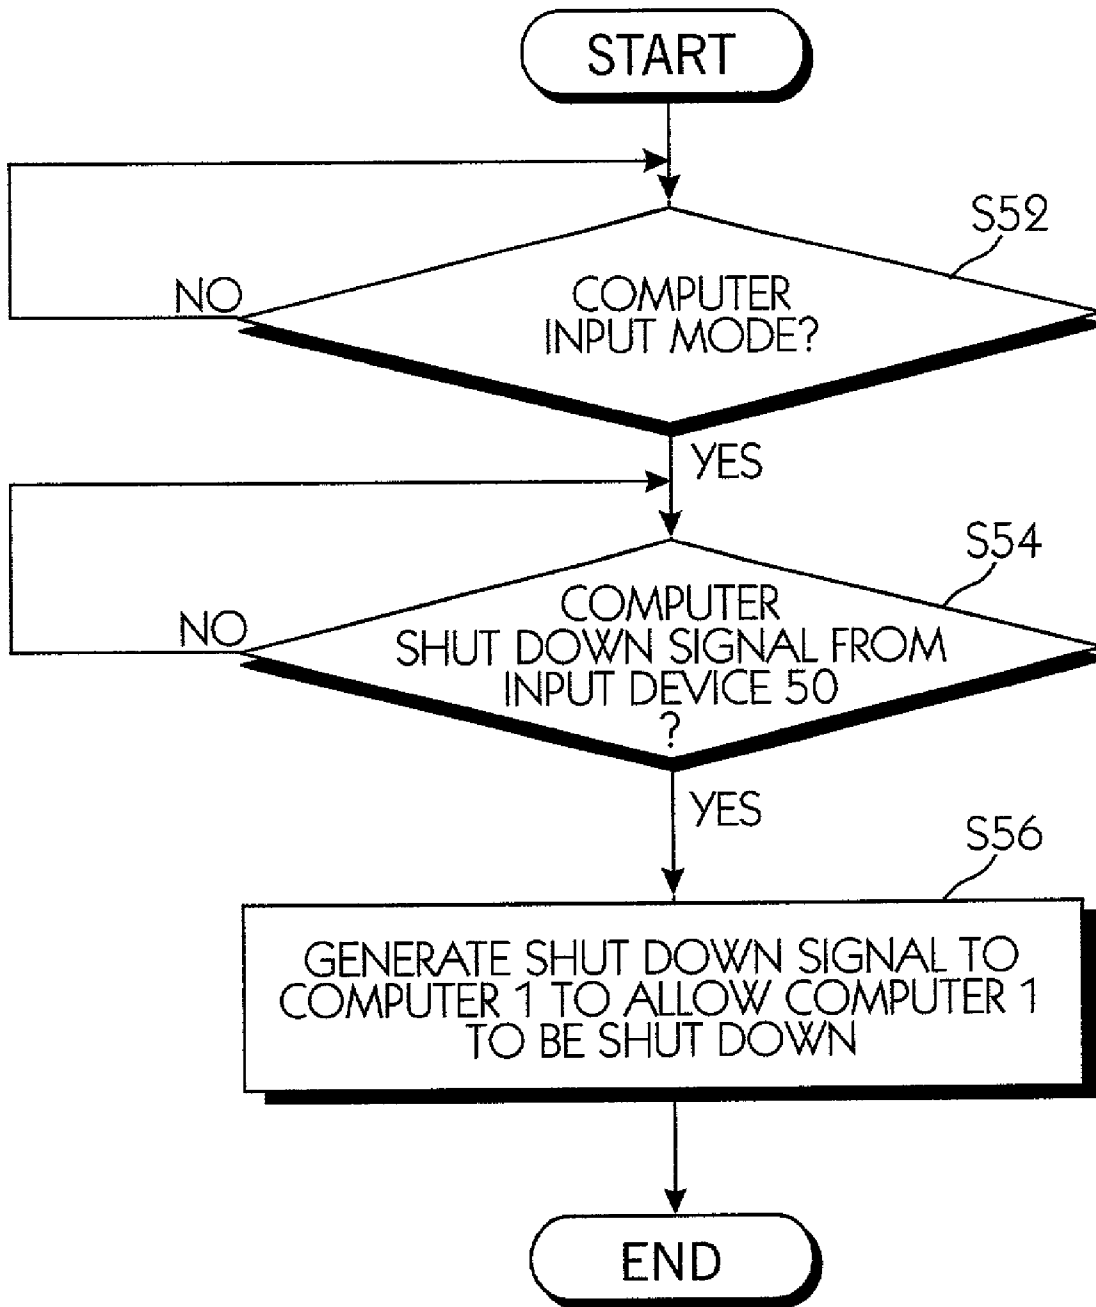 START
S52
COMPUTER
INPUT MODE?
NO
YES
S54
COMPUTER
SHUT DOWN SIGNAL FROM
INPUT DEVICE 50
?
NO
YES
S56
GENERATE SHUT DOWN SIGNAL TO
COMPUTER 1 TO ALLOW COMPUTER 1
TO BE SHUT DOWN
END